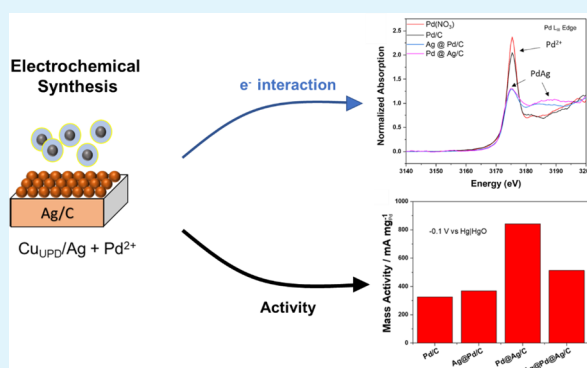 Electrochemical
Synthesis
Ag/C
CuUPD/Ag + Pd2+
e- interaction
Activity
Pd(NO3)
Pd/C
Ag @ Pd/C
Pd @ Ag/C
Pd L3, Edge
Pd2+
PdAg
Normalized Absorption
2.5
2.0
1.5
1.0
0.5
0.0
3140
3150
3160
3170
3180
3190
Energy (eV)
Mass Activity / mA mg-1
-0.1 V vs Hg|HgO
1000
800
600
400
200
0
Pd/C
Ag@Pd/C
Pd@Ag/C